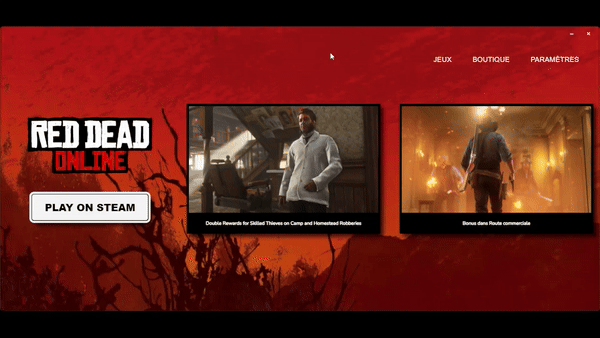 JEUX BOUTIQUE PARAMÈTRES
RED DEAD
ONLINE
PLAY ON STEAM
Double Rewards for Skilled Thieves on Camp and Homestead Robberies
Bonus dans Route commerciale